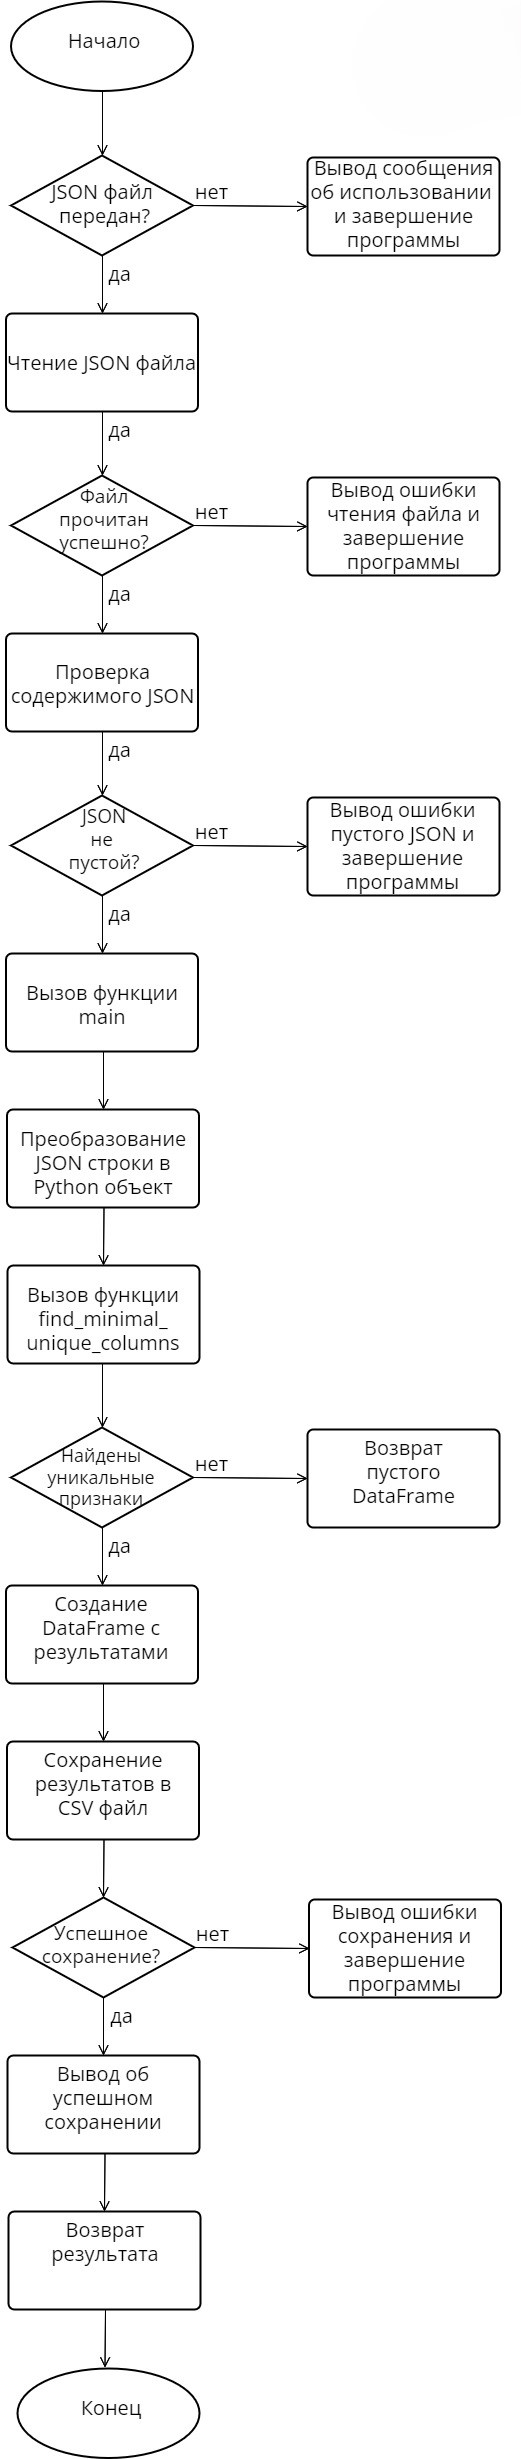 Начало
JSON файл
передан?
нет
Вывод сообщения
об использовании
и завершение
программы
да
Чтение JSON файла
да
Файл
прочитан
успешно?
нет
Вывод ошибки
чтения файла и
завершение
программы
да
Проверка
содержимого JSON
да
JSON
не
пустой?
нет
Вывод ошибки
пустого JSON и
завершение
программы
да
Вызов функции
main
Преобразование
JSON строки в
Python объект
Вызов функции
find_minimal_
unique_columns
Найдены
уникальные
признаки
нет
Возврат
пустого
DataFrame
да
Создание
DataFrame с
результатами
Сохранение
результатов в
CSV файл
Успешное
сохранение?
нет
Вывод ошибки
сохранения и
завершение
программы
да
Вывод об
успешном
сохранении
Возврат
результата
Конец